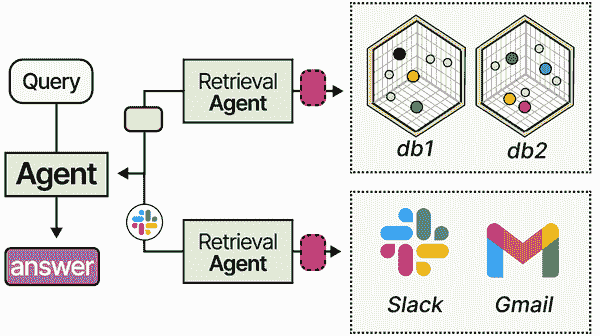 Query
Agent
answer
Retrieval
Agent
db1
db2
Retrieval
Agent
Slack
Gmail